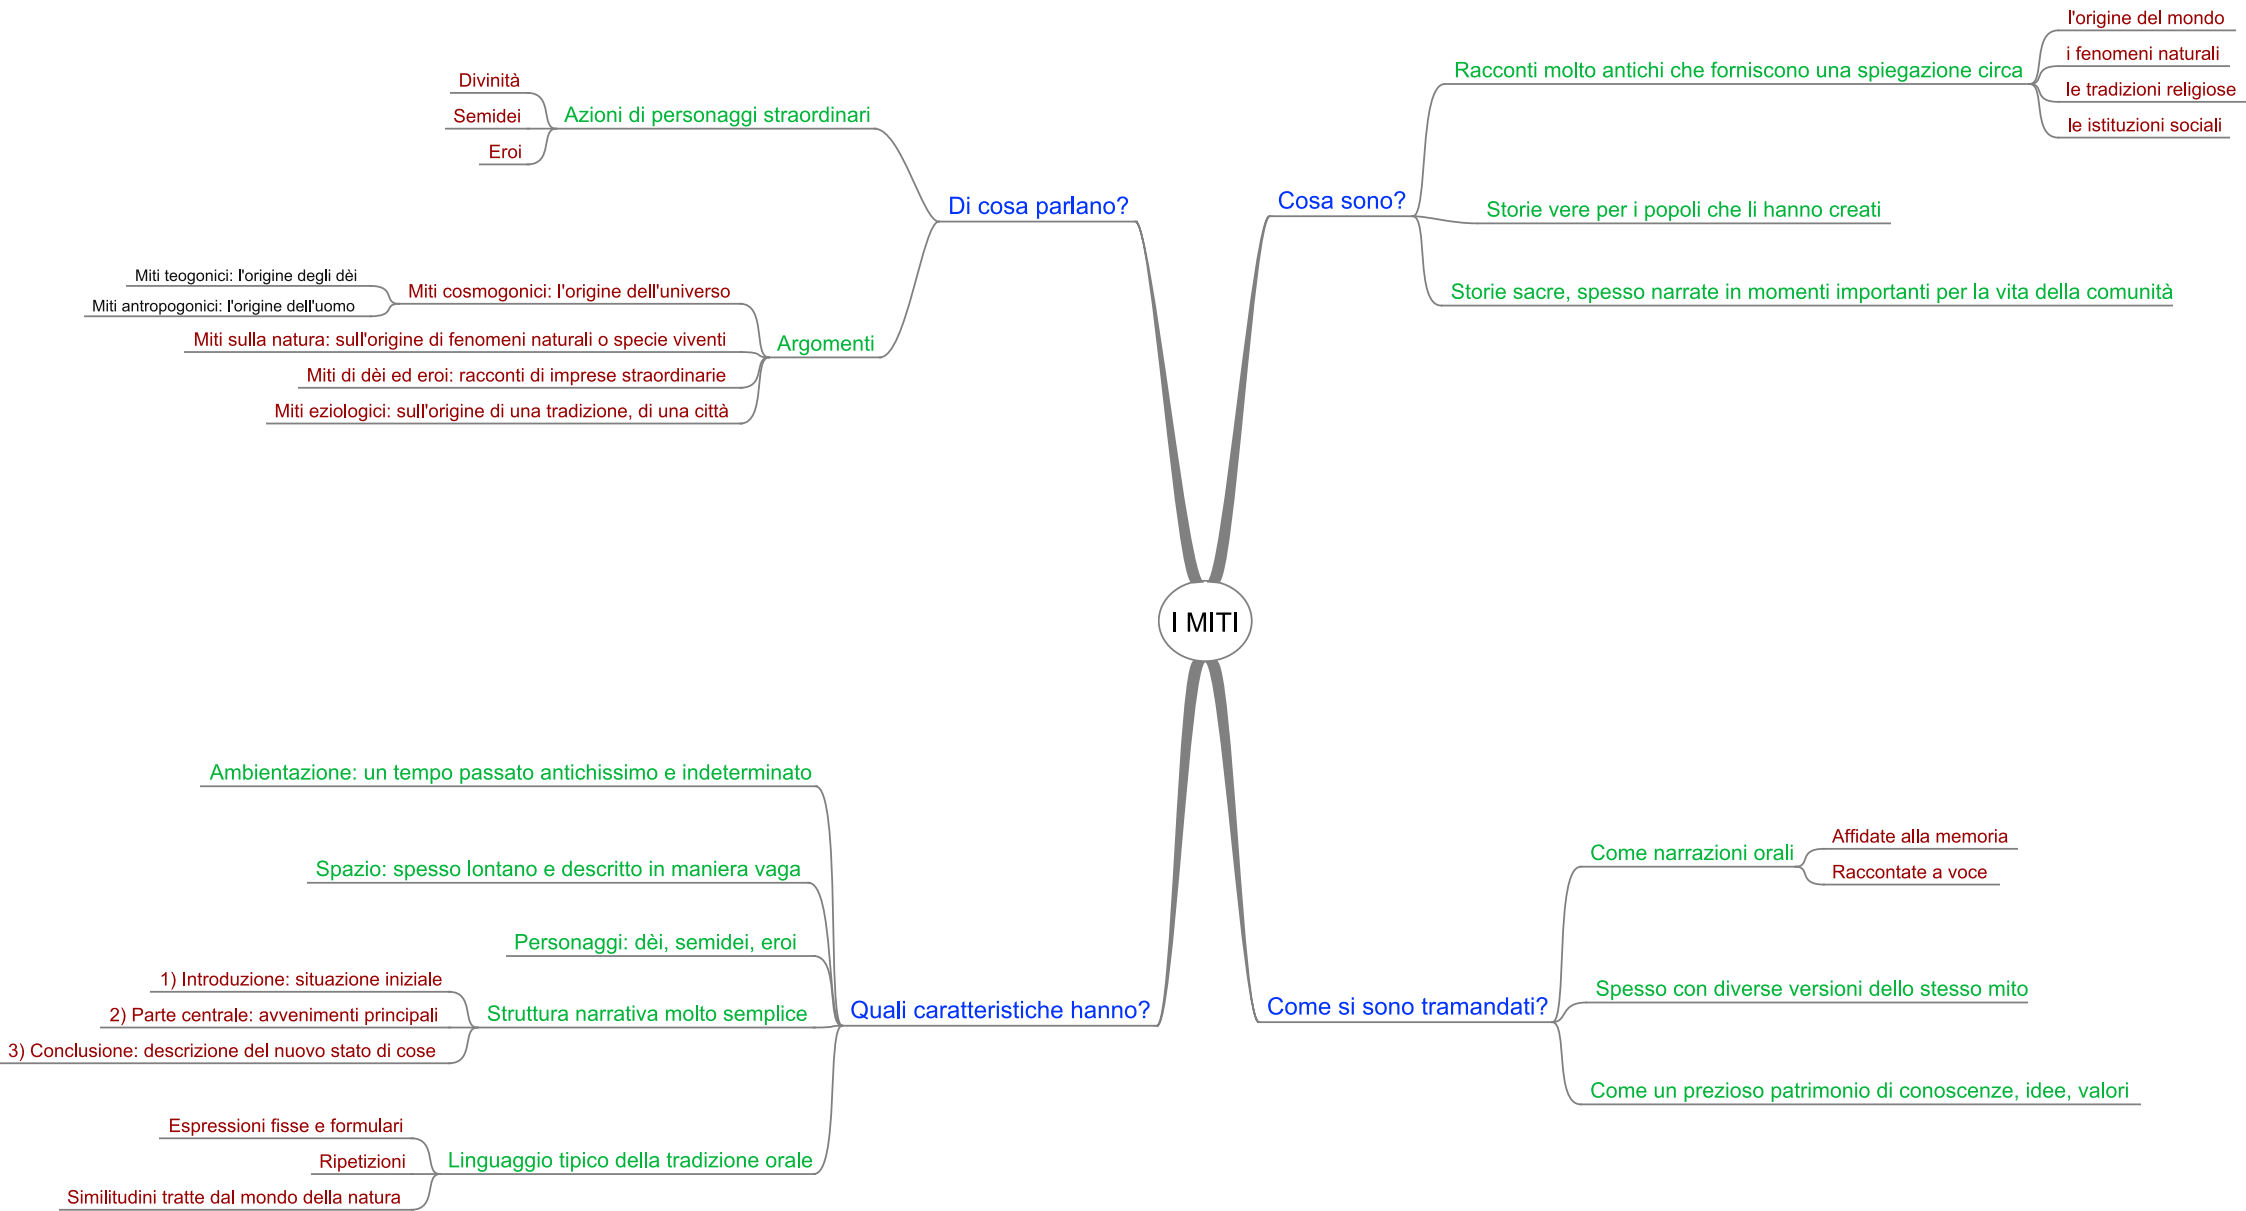 I MITI
Cosa sono?
Racconti molto antichi che forniscono una spiegazione circa
l'origine del mondo
i fenomeni naturali
le tradizioni religiose
le istituzioni sociali
Storie vere per i popoli che li hanno creati
Storie sacre, spesso narrate in momenti importanti per la vita della comunità
Di cosa parlano?
Azioni di personaggi straordinari
Divinità
Semidei
Eroi
Argomenti
Miti cosmogonici: l'origine dell'universo
Miti teogonici: l'origine degli dèi
Miti antropogonici: l'origine dell'uomo
Miti sulla natura: sull'origine di fenomeni naturali o specie viventi
Miti di dèi ed eroi: racconti di imprese straordinarie
Miti eziologici: sull'origine di una tradizione, di una città
Quali caratteristiche hanno?
Ambientazione: un tempo passato antichissimo e indeterminato
Spazio: spesso lontano e descritto in maniera vaga
Personaggi: dèi, semidei, eroi
Struttura narrativa molto semplice
1) Introduzione: situazione iniziale
2) Parte centrale: avvenimenti principali
3) Conclusione: descrizione del nuovo stato di cose
Linguaggio tipico della tradizione orale
Espressioni fisse e formulari
Ripetizioni
Similitudini tratte dal mondo della natura
Come si sono tramandati?
Come narrazioni orali
Affidate alla memoria
Raccontate a voce
Spesso con diverse versioni dello stesso mito
Come un prezioso patrimonio di conoscenze, idee, valori